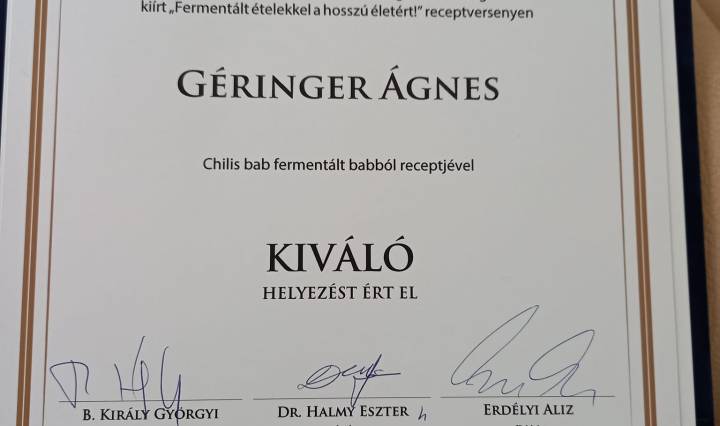 kiírt „Fermentált ételekkel a hosszú életért!” receptversenyen
GÉRINGER ÁGNES
Chilis bab fermentált babból receptjével
KIVÁLÓ
HELYEZÉST ÉRT EL
B. KIRÁLY GYÖRGYI
DR. HALMY ESZTER
ERDÉLYI ALIZ